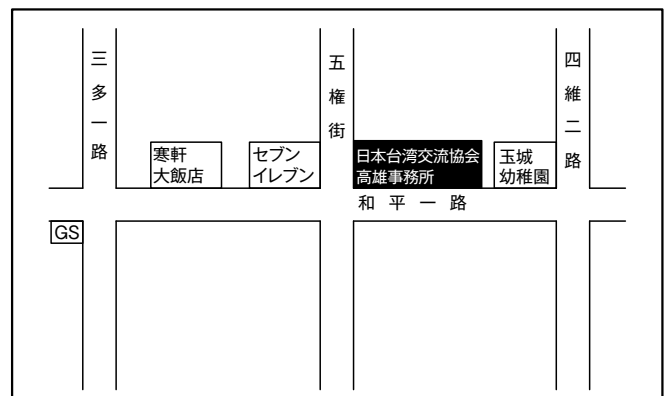 三多一路
五権街
四維二路
寒軒
大飯店
セブン
イレブン
日本台湾交流協会
高雄事務所
玉城
幼稚園
和平一路
GS